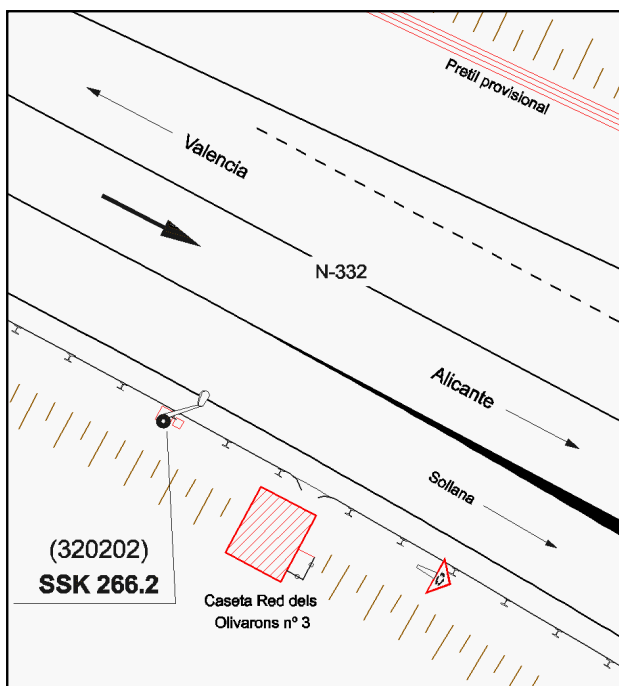 Pretil provisional
Valencia
N-332
Alicante
Sollana
(320202)
SSK 266.2
Caseta Red dels
Olivarons nº 3